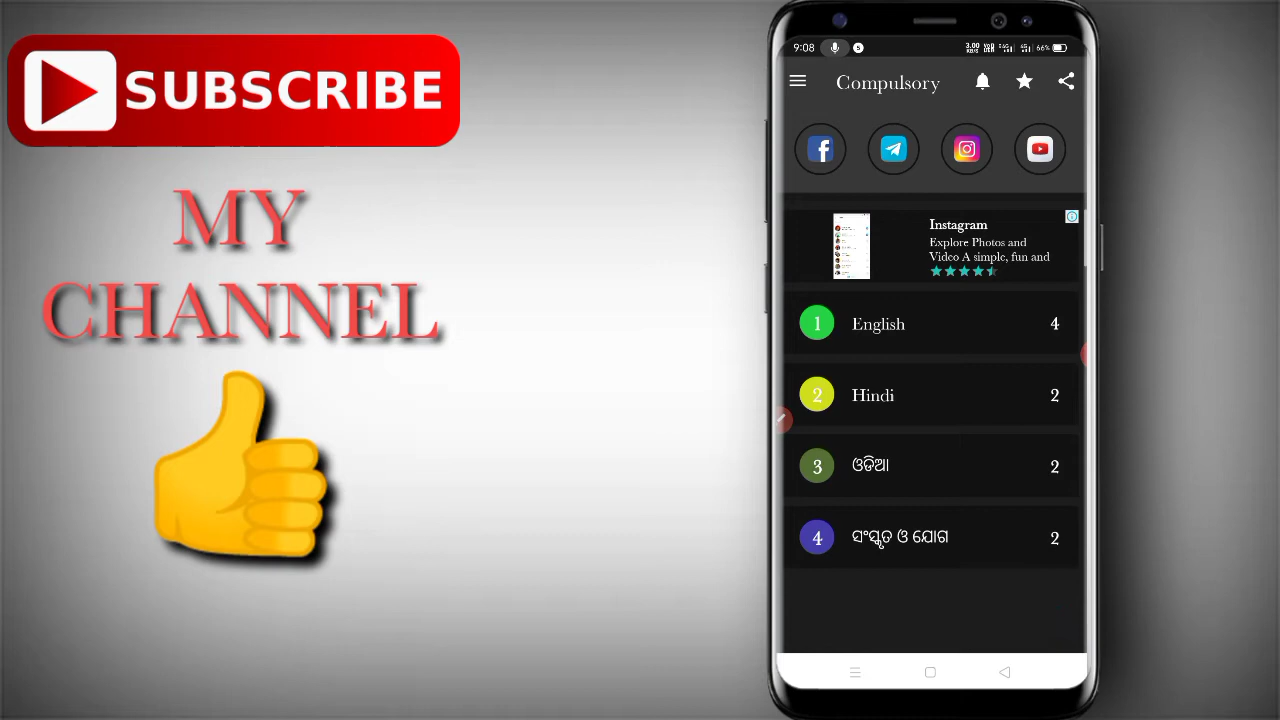 SUBSCRIBE
MY
CHANNEL
9:08
66%
Compulsory
Instagram
Explore Photos and
Video A simple, fun and
1 English 4
2 Hindi 2
3 ଓଡିଆ 2
4 ସଂସ୍କୃତ ଓ ଯୋଗ 2